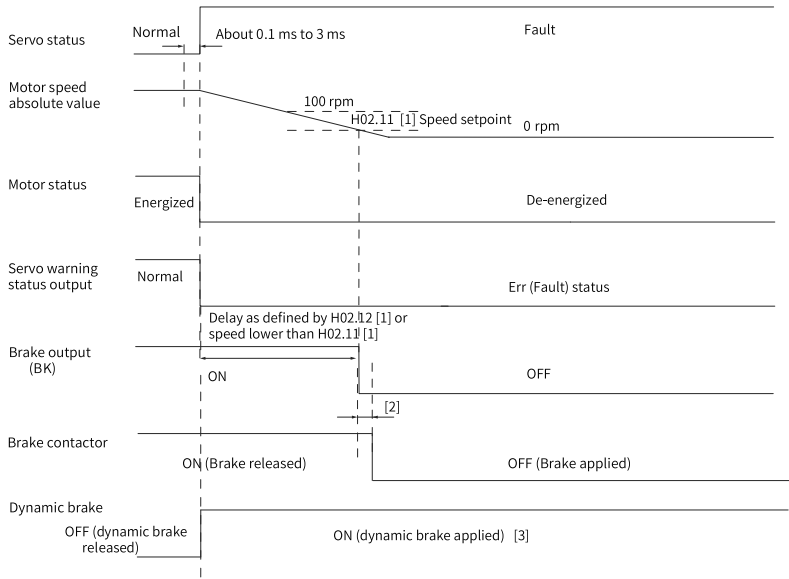 Normal
About 0.1 ms to 3 ms
Fault
Servo status
Motor speed
absolute value
100 rpm
H02.11 [1] Speed setpoint
0 rpm
Motor status
Energized
De-energized
Servo warning
status output
Normal
Err (Fault) status
Delay as defined by H02.12 [1] or
speed lower than H02.11 [1]
Brake output
(BK)
ON
OFF
[2]
Brake contactor
ON (Brake released)
OFF (Brake applied)
Dynamic brake
OFF (dynamic brake
released)
ON (dynamic brake applied) [3]